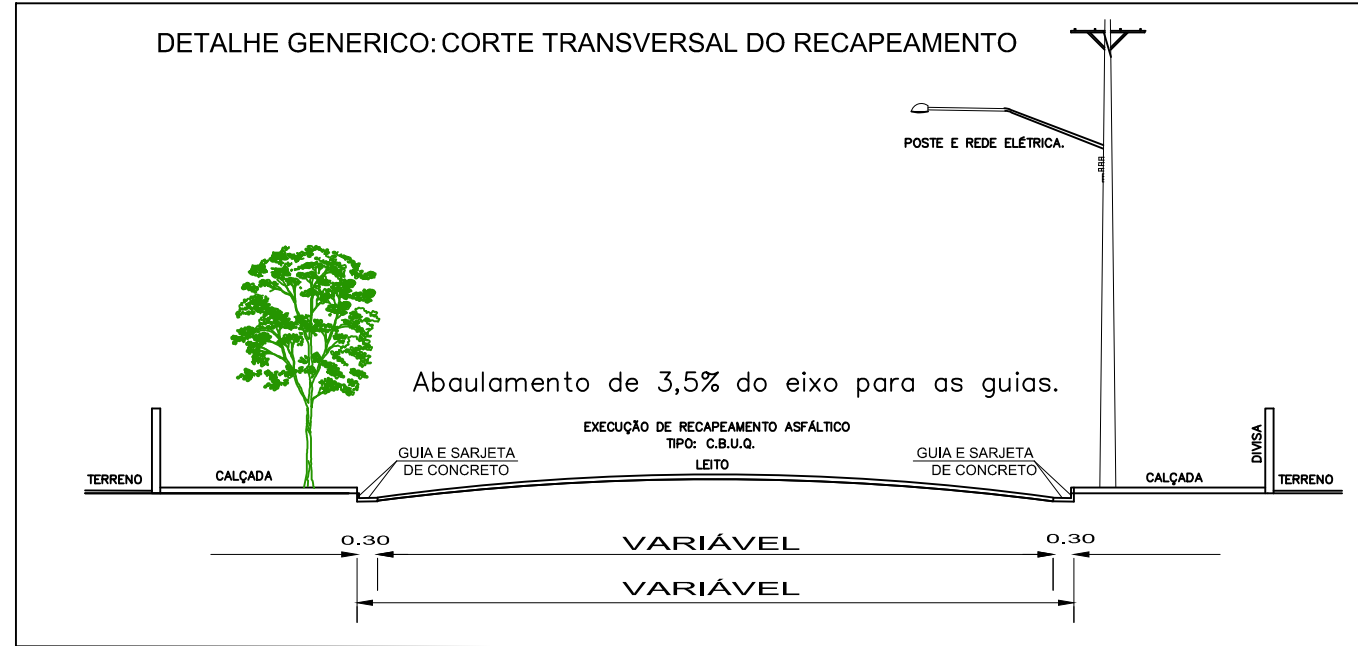 DETALHE GENERICO: CORTE TRANSVERSAL DO RECAPEAMENTO
POSTE E REDE ELÉTRICA.
Abaulamento de 3,5% do eixo para as guias.
EXECUÇÃO DE RECAPEAMENTO ASFÁLTICO
TIPO: C.B.U.Q.
LEITO
GUIA E SARJETA
DE CONCRETO
GUIA E SARJETA
DE CONCRETO
DIVISA
TERRENO
CALÇADA
CALÇADA
TERRENO
0.30
VARIÁVEL
0.30
VARIÁVEL